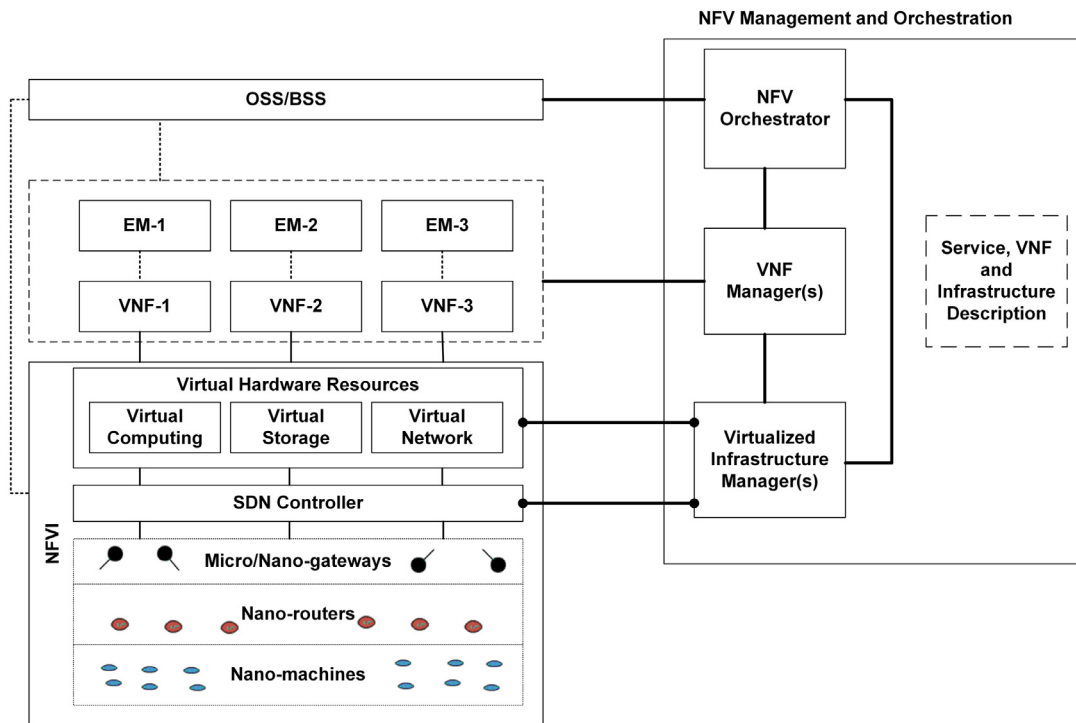 NFV Management and Orchestration
OSS/BSS
NFV
Orchestrator
EM-1
EM-2
EM-3
VNF-1
VNF-2
VNF-3
VNF
Manager(s)
Service, VNF
and
Infrastructure
Description
Virtual Hardware Resources
Virtual
Computing
Virtual
Storage
Virtual
Network
Virtualized
Infrastructure
Manager(s)
SDN Controller
NFVI
Micro/Nano-gateways
Nano-routers
Nano-machines